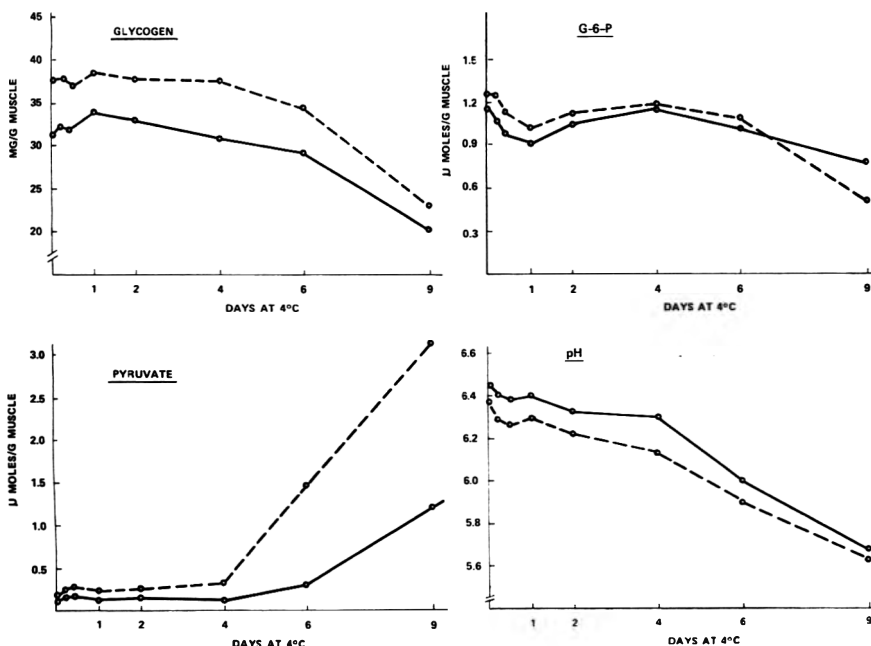 GLYCOGEN
MG/G MUSCLE
45
40
35
30
25
20
1 2 4 6 9
DAYS AT 4ºC
G-6-P
μ MOLES/G MUSCLE
1.5
1.2
0.9
0.6
0.3
1 2 4 6 9
DAYS AT 4ºC
PYRUVATE
μ MOLES/G MUSCLE
3.0
2.5
2.0
1.5
1.0
0.5
1 2 4 6 9
DAYS AT 4ºC
pH
6.6
6.4
6.2
6.0
5.8
5.6
1 2 4 6 9
DAYS AT 4ºC